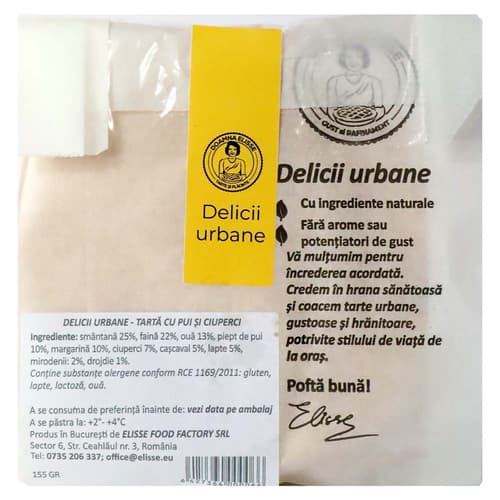 GUST și RAFINAMENT
DOAMNA ELISSE
TARTE ȘI PLĂCINTE
Delicii
urbane
Delicii urbane
Cu ingrediente naturale
Fără arome sau
potențiatori de gust
Vă mulțumim pentru
încrederea acordată.
Credem în hrana sănătoasă
și coacem tarte urbane,
gustoase și hrănitoare,
potrivite stilului de viață de
la oraș.
Poftă bună!
Elisse
DELICII URBANE - TARTĂ CU PUI ȘI CIUPERCI
Ingrediente: smântană 25%, faină 22%, ouă 13%, piept de pui
10%, margarină 10%, ciuperci 7%, cașcaval 5%, lapte 5%,
mirodenii: 2%, drojdie 1%.
Conține substanțe alergene conform RCE 1169/2011: gluten,
lapte, lactoză, ouă.
A se consuma de preferință înainte de: vezi data pe ambalaj
A se păstra la: +2°- +4°C
Produs în București de ELISSE FOOD FACTORY SRL
Sector 6, Str. Ceahlăul nr. 3, România
Tel: 0735 206 337; office@elisse.eu
155 GR